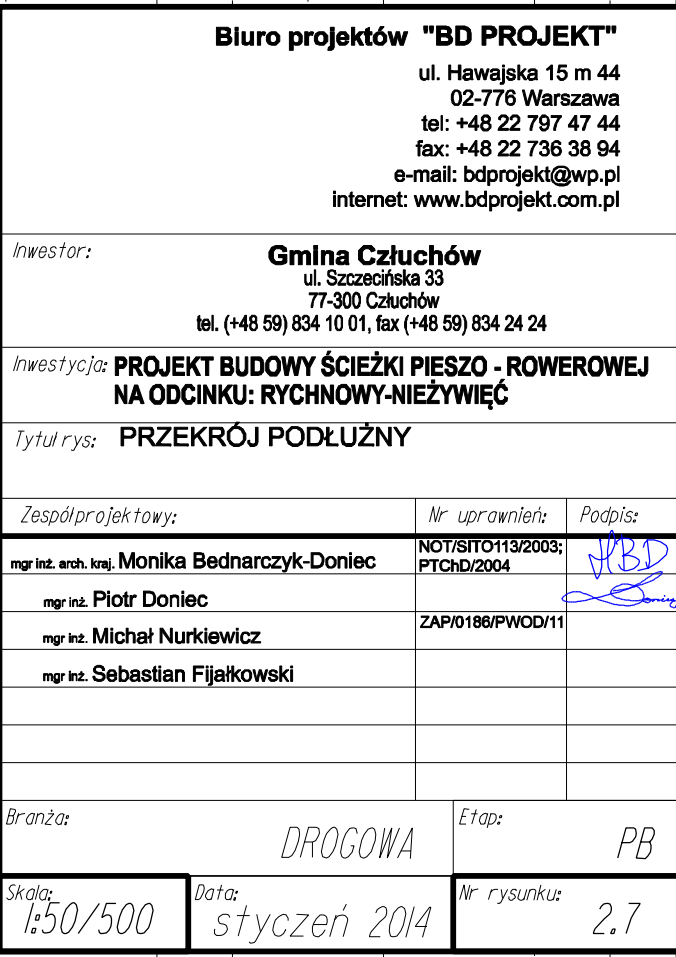 Biuro projektów "BD PROJEKT"
ul. Hawajska 15 m 44
02-776 Warszawa
tel: +48 22 797 47 44
fax: +48 22 736 38 94
e-mail: bdprojekt@wp.pl
internet: www.bdprojekt.com.pl
Inwestor:
Gmina Człuchów
ul. Szczecińska 33
77-300 Człuchów
tel. (+48 59) 834 10 01, fax (+48 59) 834 24 24
Inwestycja: PROJEKT BUDOWY ŚCIEŻKI PIESZO - ROWEROWEJ
NA ODCINKU: RYCHNOWY-NIEŻYWIĘĆ
Tytuł rys: PRZEKRÓJ PODŁUŻNY
Zespół projektowy: Nr uprawnień: Podpis:
mgr inż. arch. kraj. Monika Bednarczyk-Doniec NOT/SITO113/2003;
PTChD/2004
MBD
mgr inż. Piotr Doniec
mgr inż. Michał Nurkiewicz ZAP/0186/PWOD/11
mgr inż. Sebastian Fijałkowski
Branża: Etap:
DROGOWA PB
Skala: Data: Nr rysunku:
1:50/500 styczeń 2014 2.7